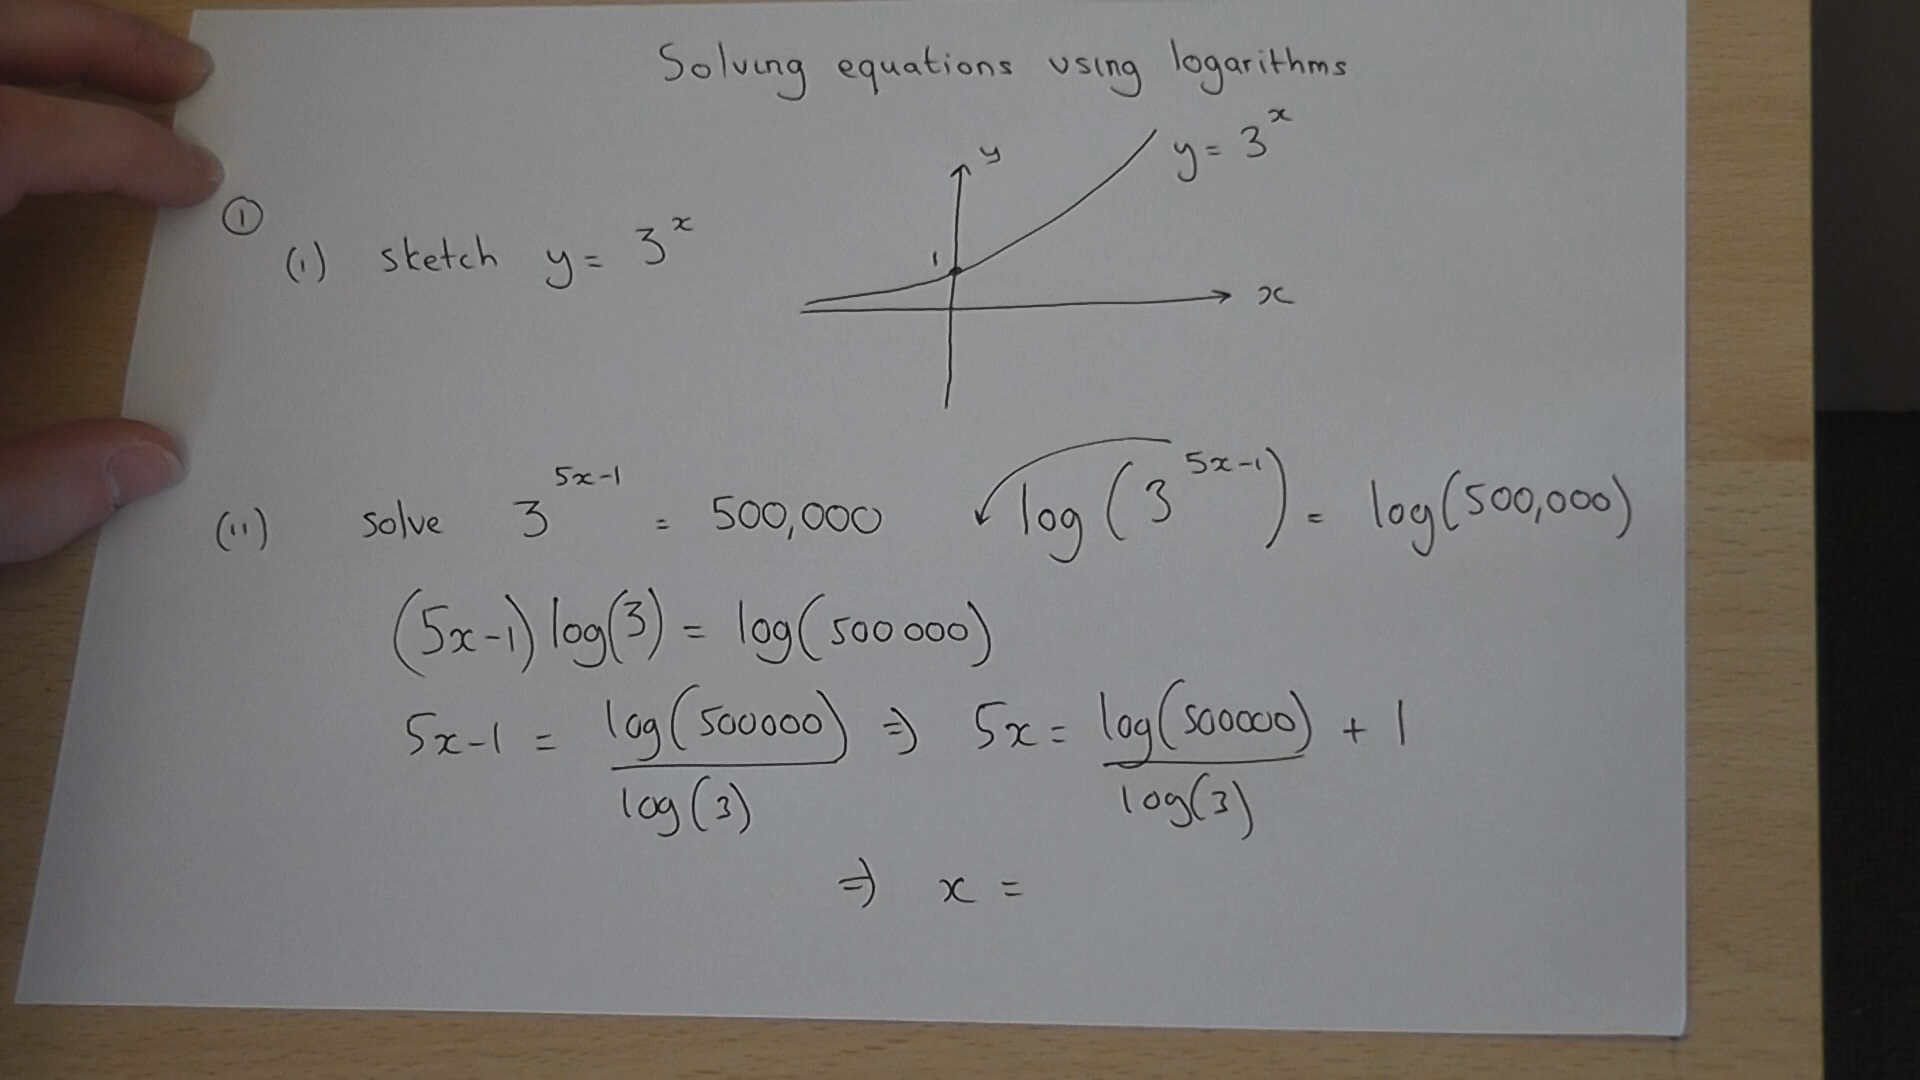 Solving equations using logarithms
y = 3^x
y
① (i) sketch y = 3^x
1
x
(ii) solve 3^(5x-1) = 500,000 log(3^(5x-1)) = log(500,000)
(5x-1) log(3) = log(500 000)
5x-1 = log(500000)/log(3) ⇒ 5x = log(500000)/log(3) + 1
⇒ x =